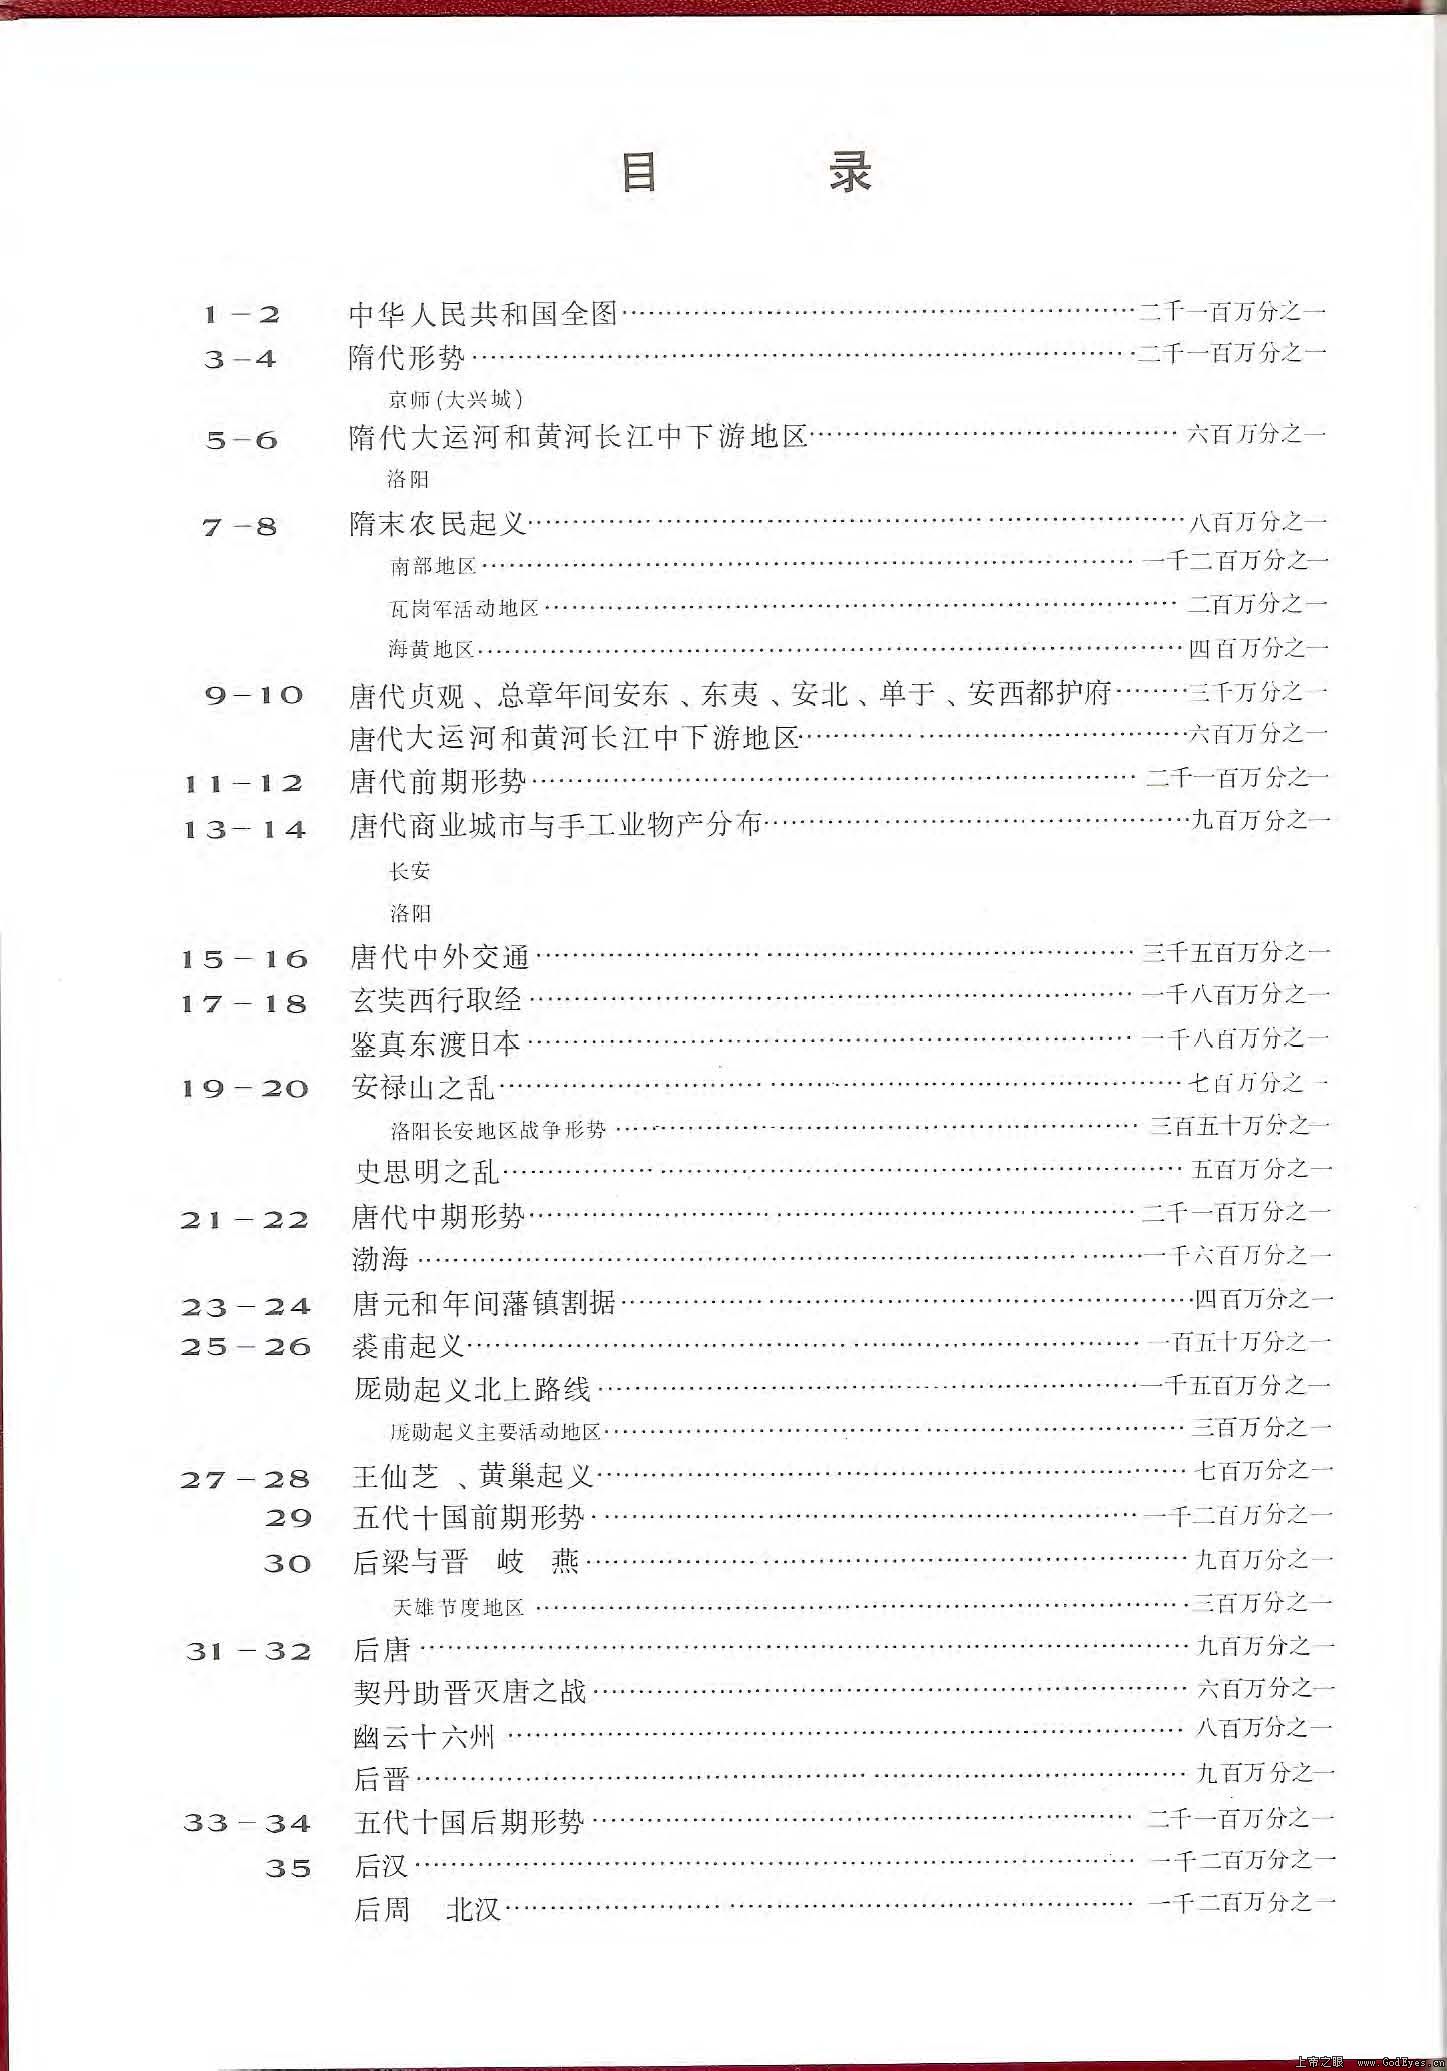 目 录
1-2 中华人民共和国全图……二千一百万分之一
3-4 隋代形势……二千一百万分之一
京师(大兴城)
5-6 隋代大运河和黄河长江中下游地区……六百万分之一
洛阳
7-8 隋末农民起义……八百万分之一
南部地区……一千二百万分之一
瓦岗军活动地区……二百万分之一
海黄地区……四百万分之一
9-10 唐代贞观、总章年间安东、东夷、安北、单于、安西都护府……三千万分之一
唐代大运河和黄河长江中下游地区……六百万分之一
11-12 唐代前期形势……二千一百万分之一
13-14 唐代商业城市与手工业物产分布……九百万分之一
长安
洛阳
15-16 唐代中外交通……三千五百万分之一
17-18 玄奘西行取经……一千八百万分之一
鉴真东渡日本……一千八百万分之一
19-20 安禄山之乱……七百万分之一
洛阳长安地区战争形势……三百五十万分之一
史思明之乱……五百万分之一
21-22 唐代中期形势……二千一百万分之一
渤海……一千六百万分之一
23-24 唐元和年间藩镇割据……四百万分之一
25-26 裘甫起义……一百五十万分之一
庞勋起义北上路线……一千五百万分之一
庞勋起义主要活动地区……三百万分之一
27-28 王仙芝、黄巢起义……七百万分之一
29 五代十国前期形势……一千二百万分之一
30 后梁与晋 岐 燕……九百万分之一
天雄节度地区……三百万分之一
31-32 后唐……九百万分之一
契丹助晋灭唐之战……六百万分之一
幽云十六州……八百万分之一
后晋……九百万分之一
33-34 五代十国后期形势……二千一百万分之一
35 后汉……一千二百万分之一
后周 北汉……一千二百万分之一
上帝之眼 www.GodEyes.cn